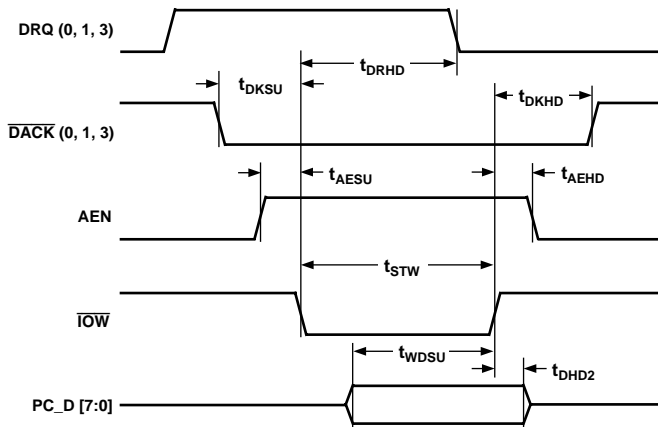 DRQ (0, 1, 3)
tDRHD
tDKSU
tDKHD
DACK (0, 1, 3)
tAESU
tAEHD
AEN
tSTW
IOW
tWDSU
tDHD2
PC_D [7:0]